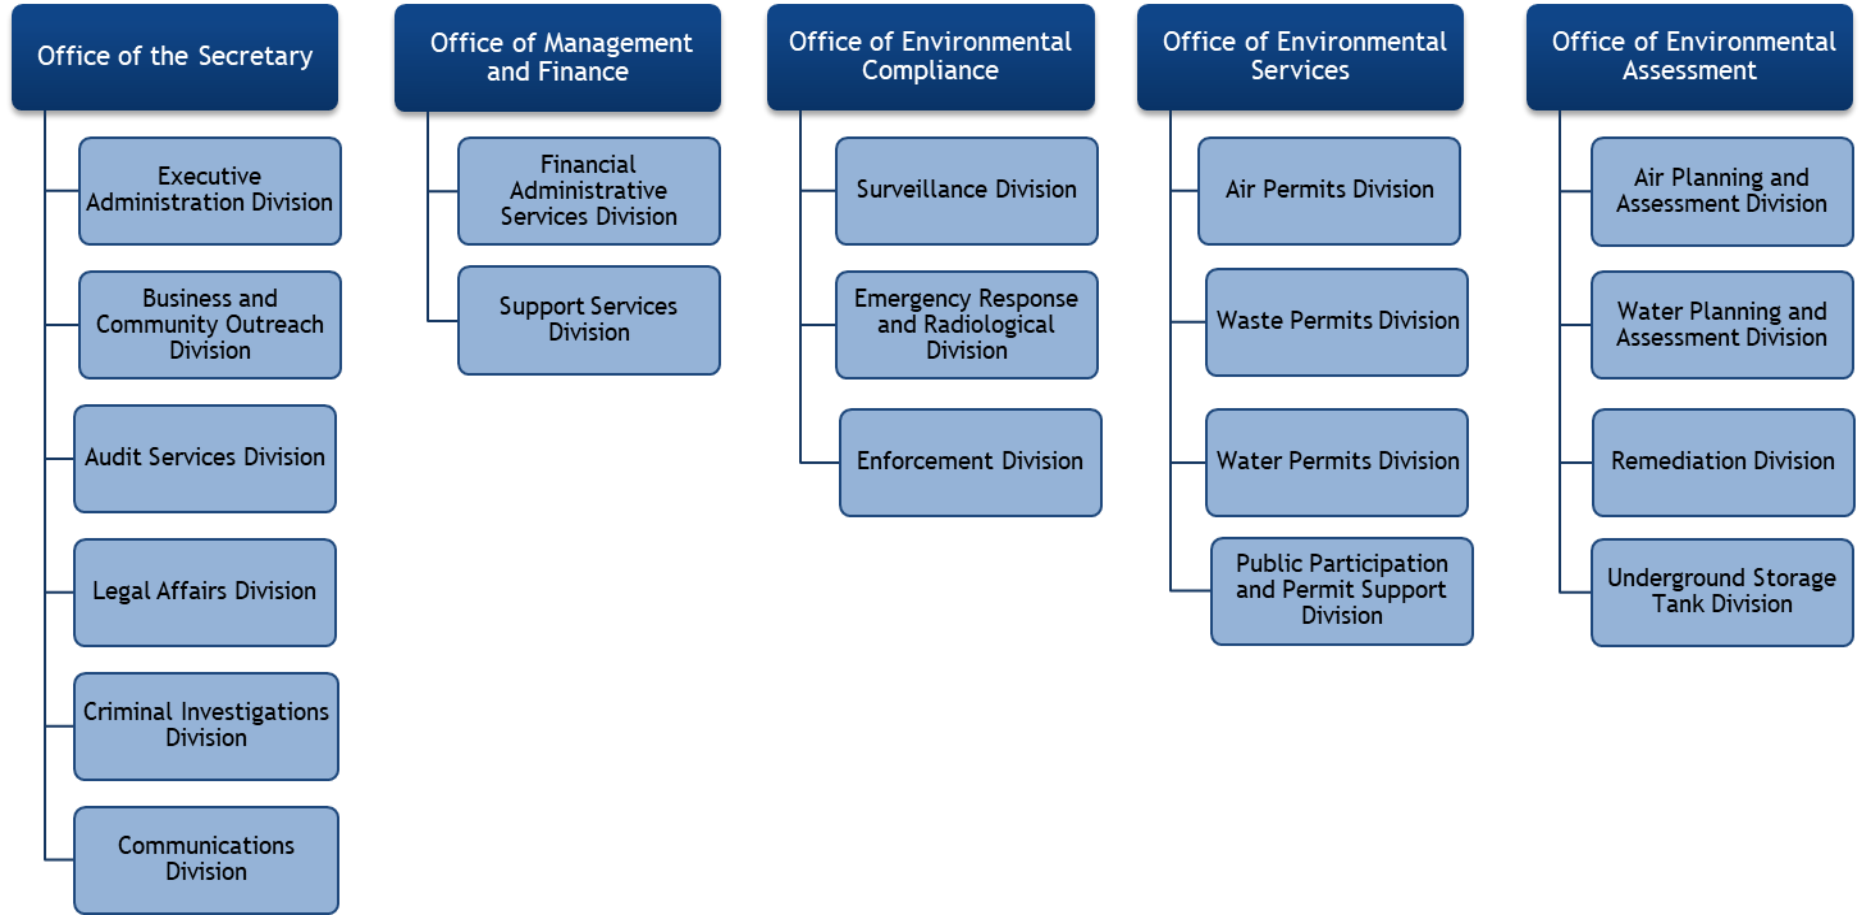 Office of the Secretary
Executive
Administration Division
Business and
Community Outreach
Division
Audit Services Division
Legal Affairs Division
Criminal Investigations
Division
Communications
Division
Office of Management
and Finance
Financial
Administrative
Services Division
Support Services
Division
Office of Environmental
Compliance
Surveillance Division
Emergency Response
and Radiological
Division
Enforcement Division
Office of Environmental
Services
Air Permits Division
Waste Permits Division
Water Permits Division
Public Participation
and Permit Support
Division
Office of Environmental
Assessment
Air Planning and
Assessment Division
Water Planning and
Assessment Division
Remediation Division
Underground Storage
Tank Division